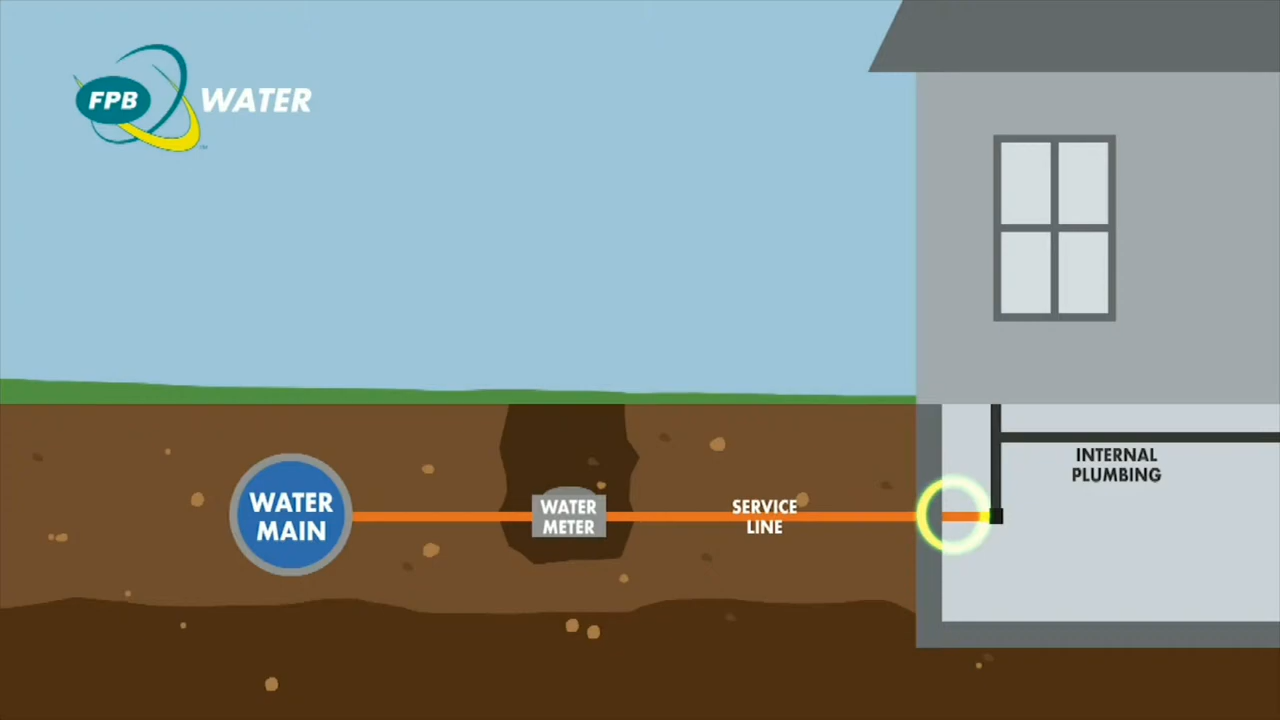 FPB WATER
WATER
MAIN
WATER
METER
SERVICE
LINE
INTERNAL
PLUMBING